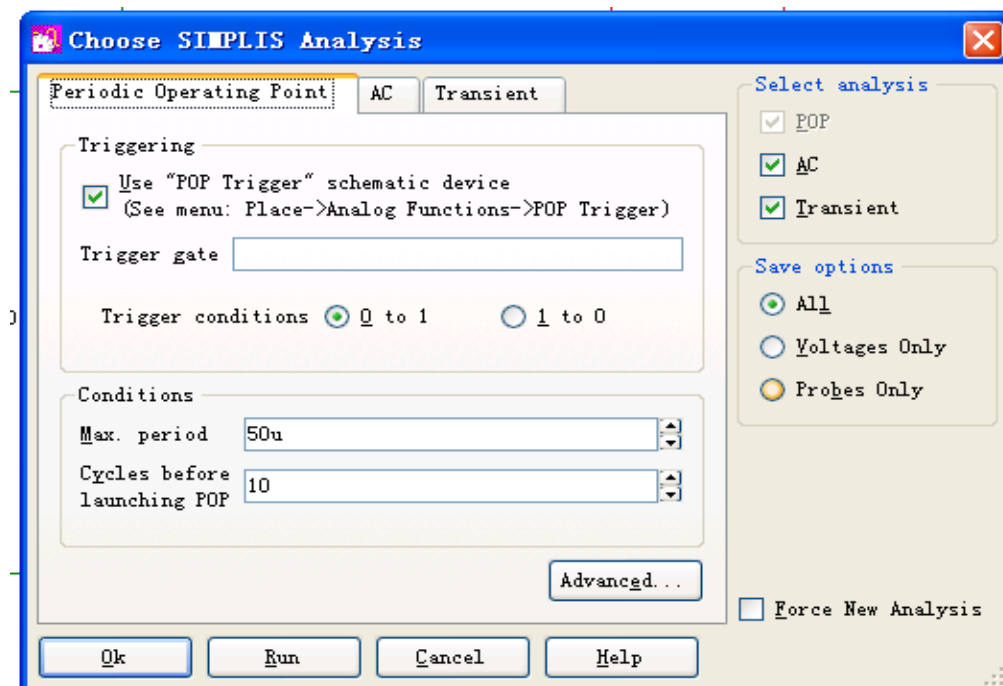 Choose SIMPLIS Analysis
Periodic Operating Point
AC
Transient
Triggering
Use "POP Trigger" schematic device
(See menu: Place->Analog Functions->POP Trigger)
Trigger gate
Trigger conditions
0 to 1
1 to 0
Conditions
Max. period
50u
Cycles before
launching POP
10
Advanced...
Select analysis
POP
AC
Transient
Save options
All
Voltages Only
Probes Only
Force New Analysis
Ok
Run
Cancel
Help